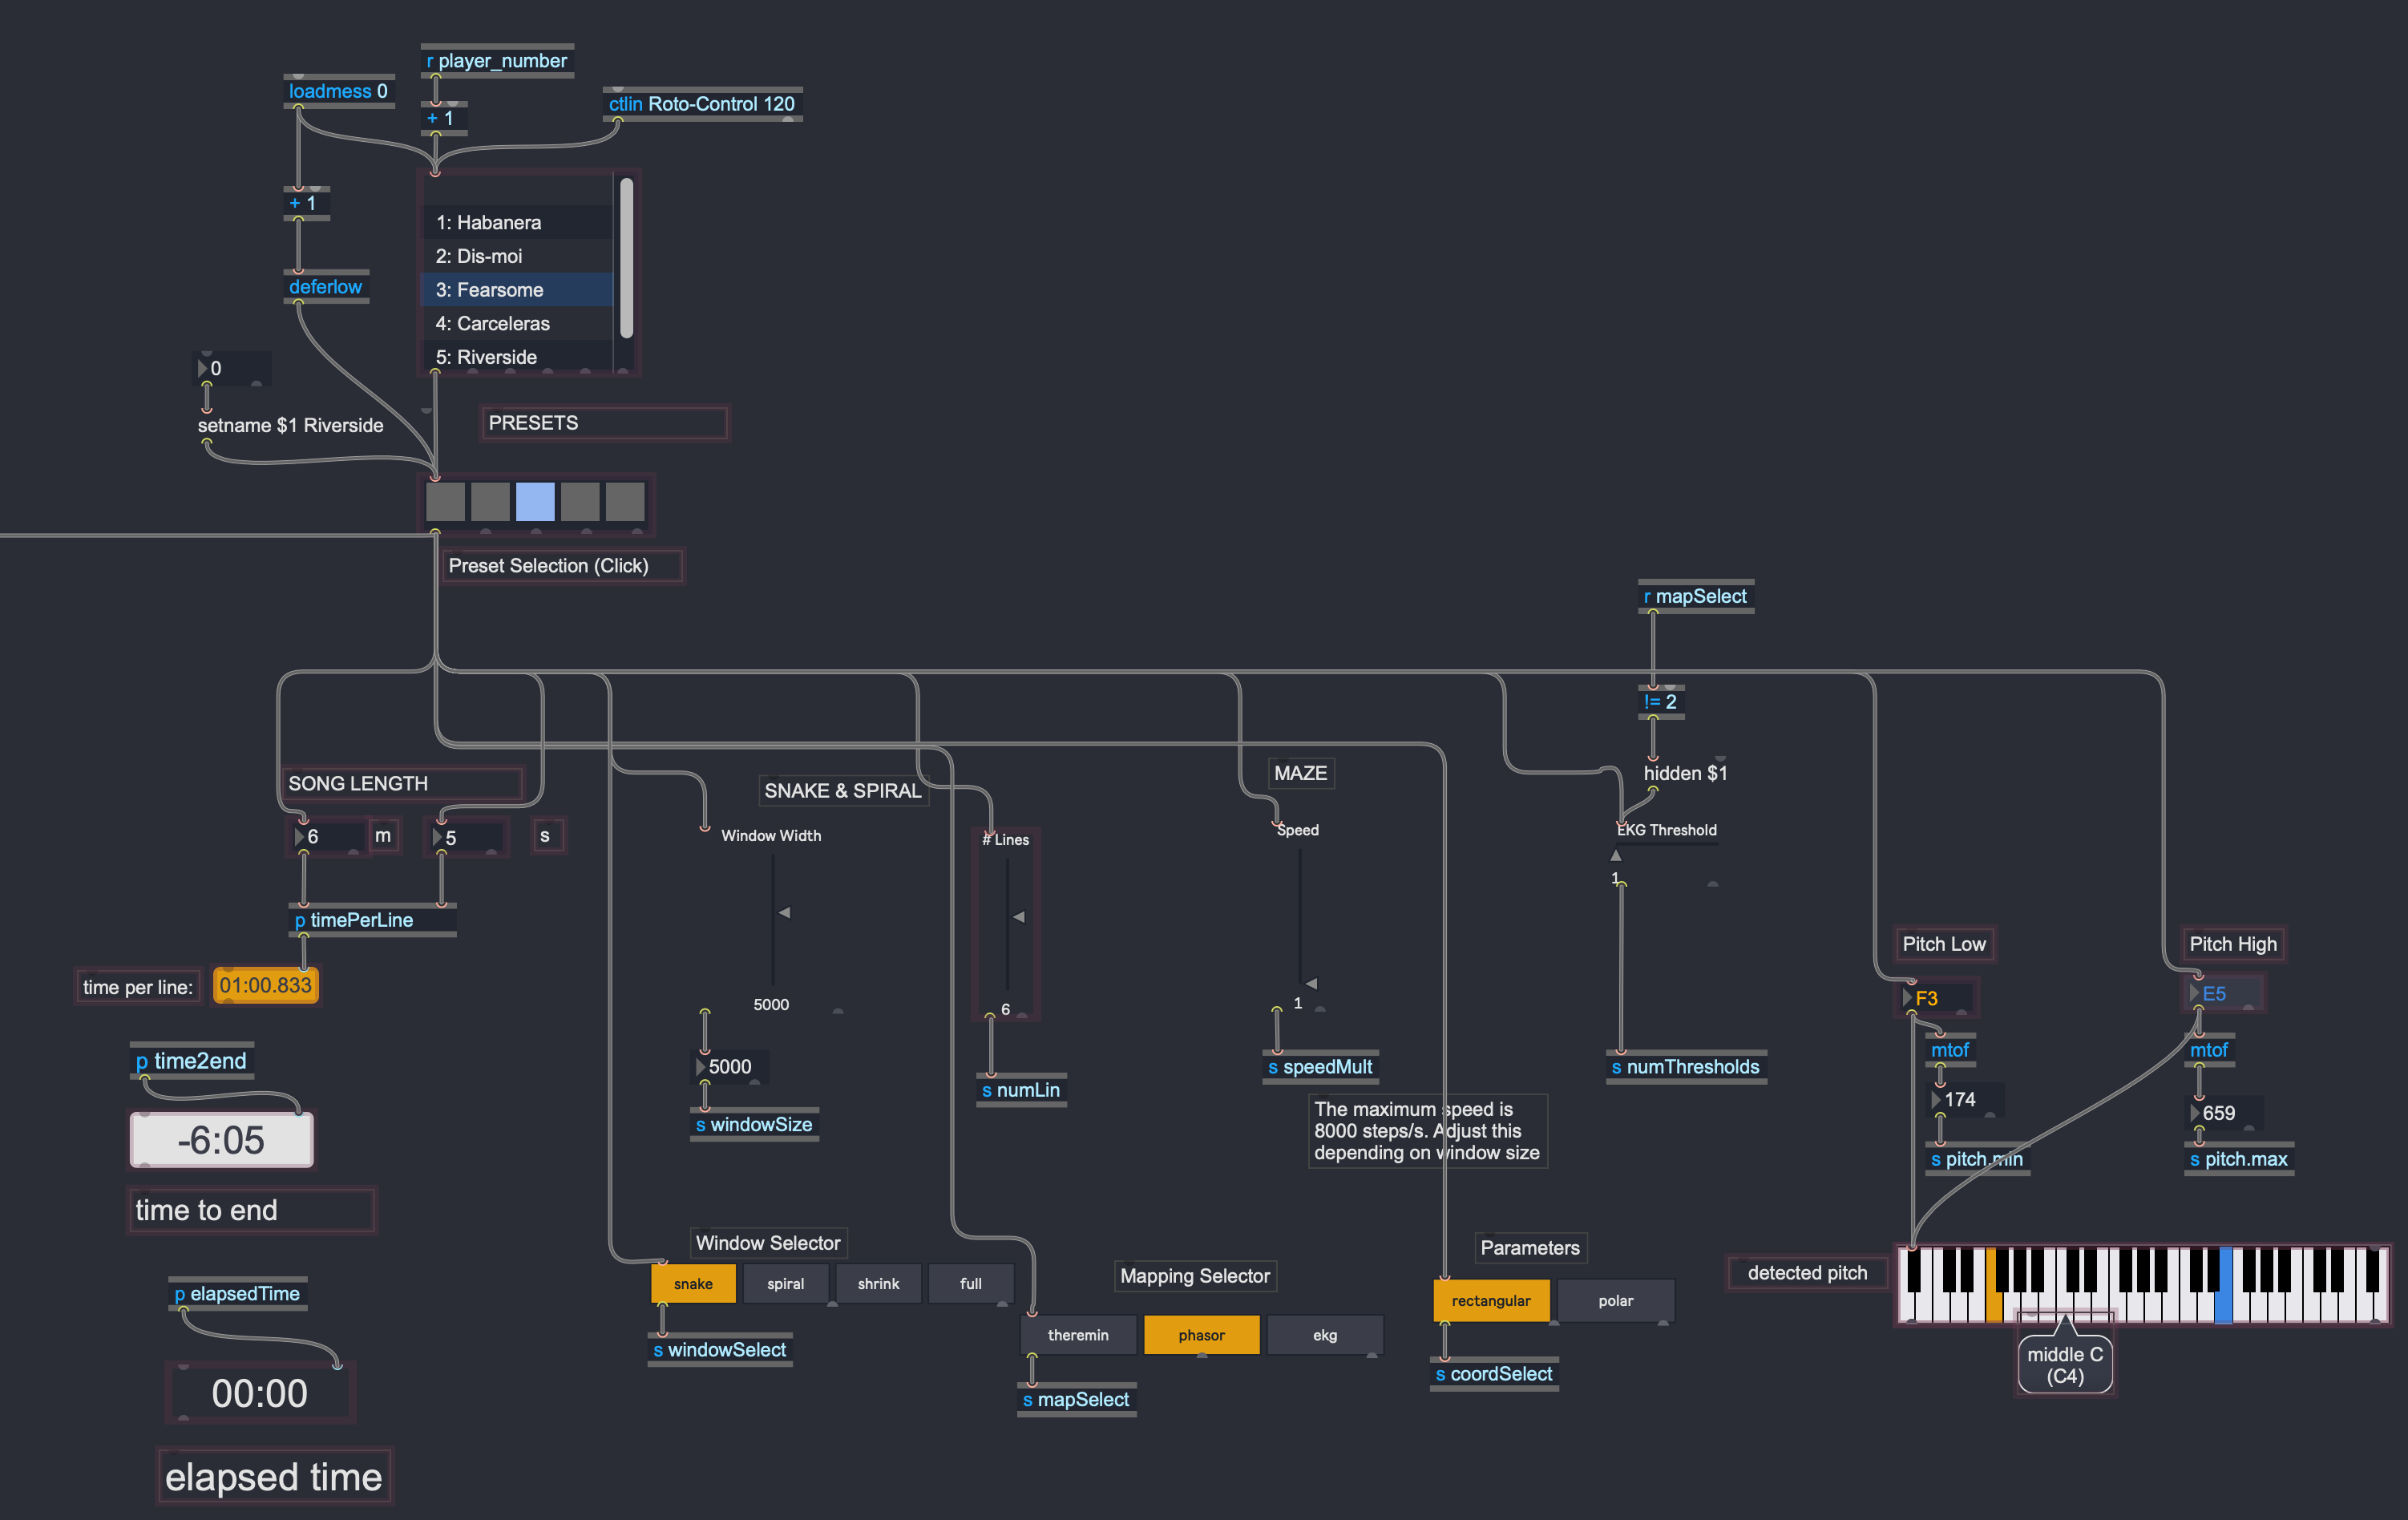 r player_number
loadmess 0
ctlin Roto-Control 120
+ 1
+ 1
1: Habanera
2: Dis-moi
3: Fearsome
4: Carceleras
5: Riverside
deferlow
0
setname $1 Riverside
PRESETS
Preset Selection (Click)
r mapSelect
!= 2
hidden $1
SONG LENGTH
6
m
5
s
p timePerLine
time per line:
01:00.833
p time2end
-6:05
time to end
p elapsedTime
00:00
elapsed time
SNAKE & SPIRAL
Window Width
5000
5000
s windowSize
# Lines
6
s numLin
MAZE
Speed
1
s speedMult
The maximum speed is
8000 steps/s. Adjust this
depending on window size
EKG Threshold
1
s numThresholds
Window Selector
snake
spiral
shrink
full
s windowSelect
Mapping Selector
theremin
phasor
ekg
s mapSelect
Parameters
rectangular
polar
s coordSelect
Pitch Low
F3
mtof
174
s pitch.min
Pitch High
E5
mtof
659
s pitch.max
detected pitch
middle C
(C4)